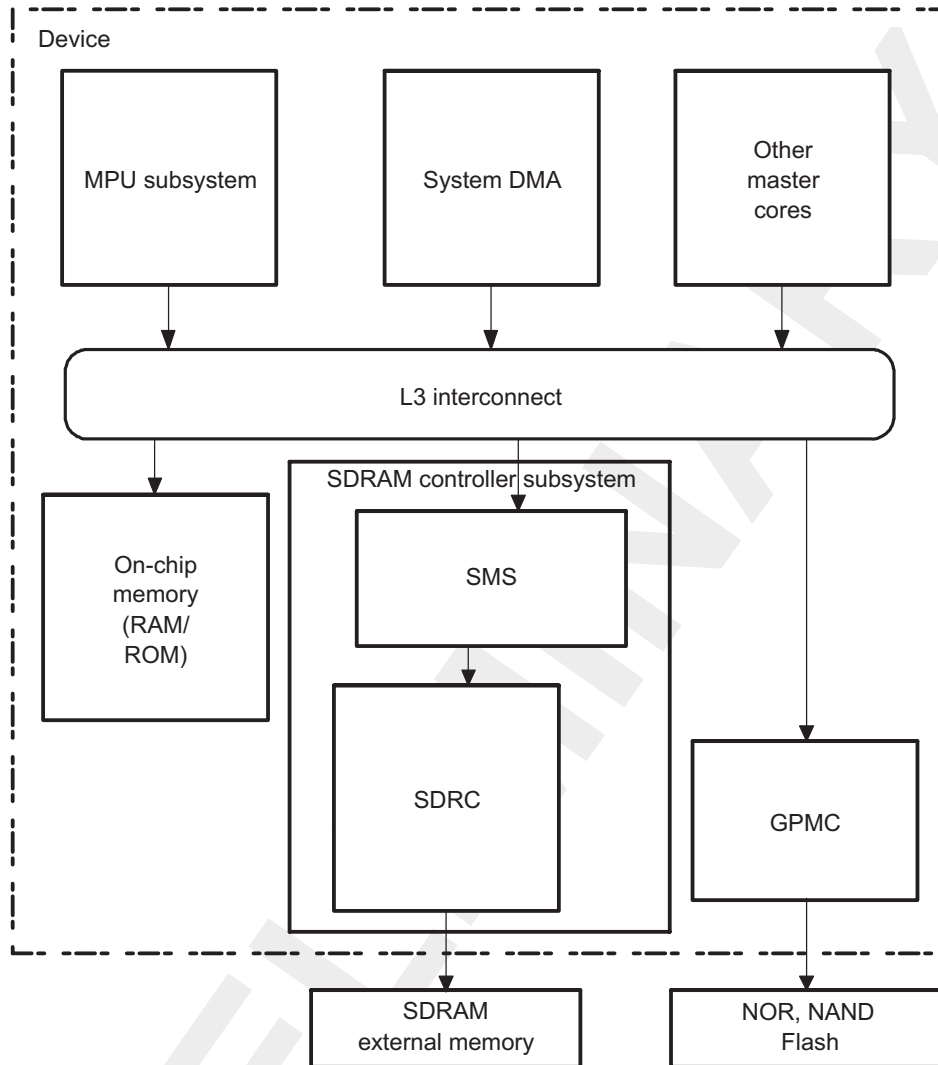 Device
MPU subsystem
System DMA
Other
master
cores
L3 interconnect
SDRAM controller subsystem
On-chip
memory
(RAM/
ROM)
SMS
SDRC
GPMC
SDRAM
external memory
NOR, NAND
Flash